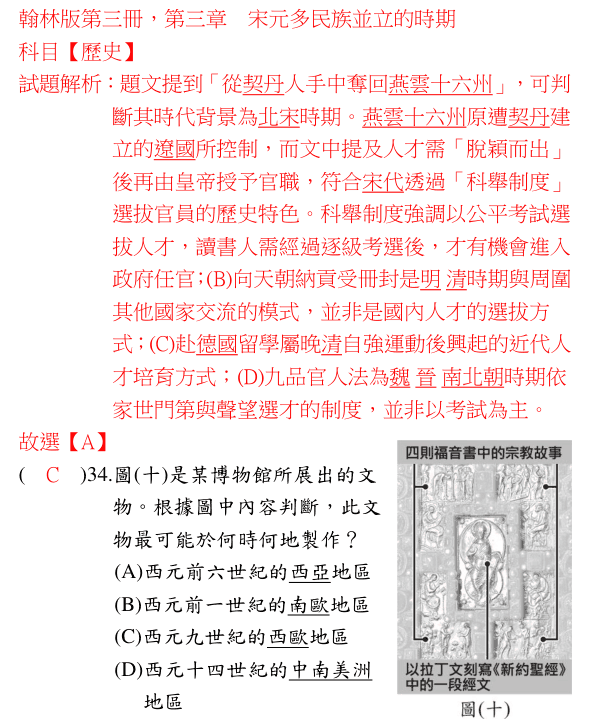 翰林版第三冊，第三章　宋元多民族並立的時期
科目【歷史】
試題解析：題文提到「從契丹人手中奪回燕雲十六州」，可判
斷其時代背景為北宋時期。燕雲十六州原遭契丹建
立的遼國所控制，而文中提及人才需「脫穎而出」
後再由皇帝授予官職，符合宋代透過「科舉制度」
選拔官員的歷史特色。科舉制度強調以公平考試選
拔人才，讀書人需經過逐級考選後，才有機會進入
政府任官；(B)向天朝納貢受冊封是明 清時期與周圍
其他國家交流的模式，並非是國內人才的選拔方
式；(C)赴德國留學屬晚清自強運動後興起的近代人
才培育方式；(D)九品官人法為魏 晉 南北朝時期依
家世門第與聲望選才的制度，並非以考試為主。
故選【A】
( C )34.圖(十)是某博物館所展出的文
物。根據圖中內容判斷，此文
物最可能於何時何地製作？
(A)西元前六世紀的西亞地區
(B)西元前一世紀的南歐地區
(C)西元九世紀的西歐地區
(D)西元十四世紀的中南美洲
地區
四則福音書中的宗教故事
以拉丁文刻寫《新約聖經》
中的一段經文
圖(十)